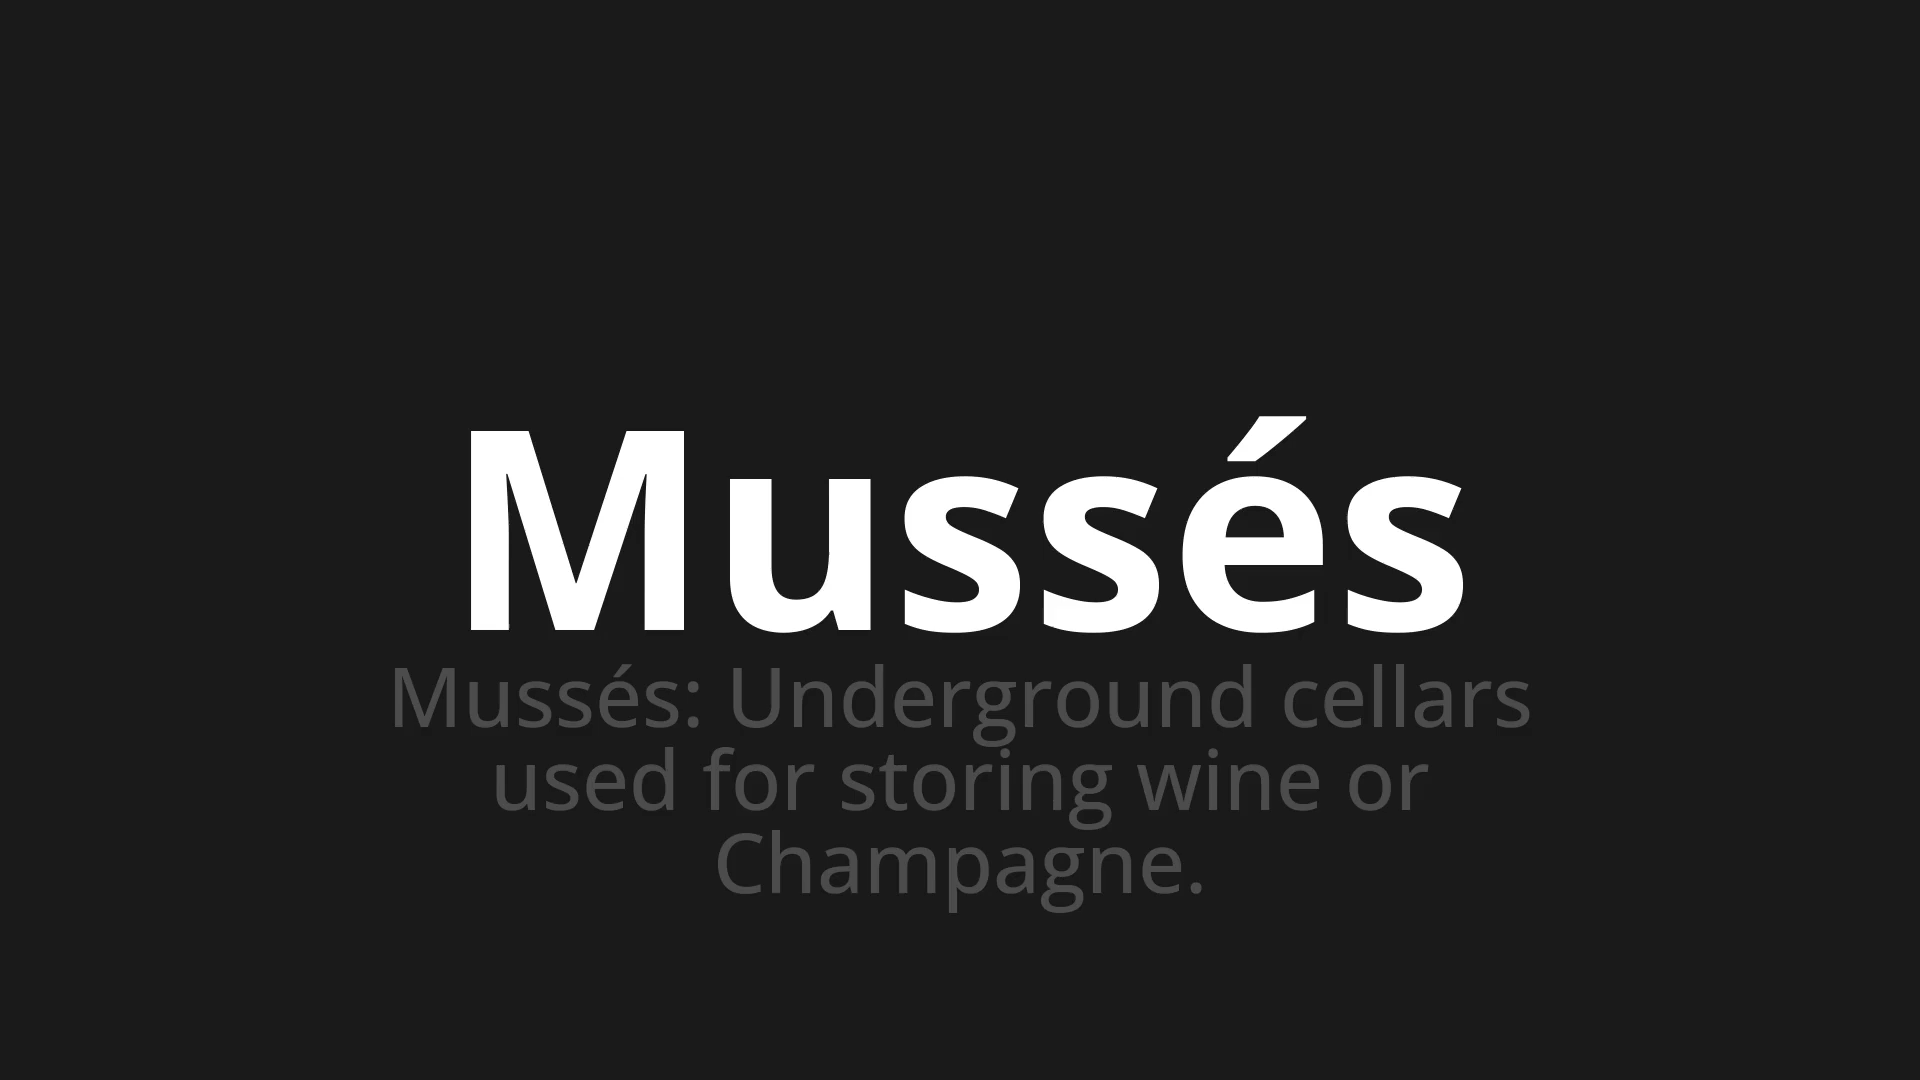 Mussés
Mussés: Underground cellars
used for storing wine or
Champagne.